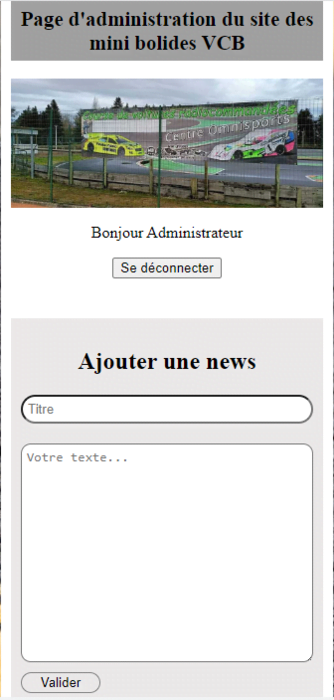 Page d'administration du site des
mini bolides VCB
Centre Omnisports
Bonjour Administrateur
Se déconnecter
Ajouter une news
Titre
Votre texte...
Valider